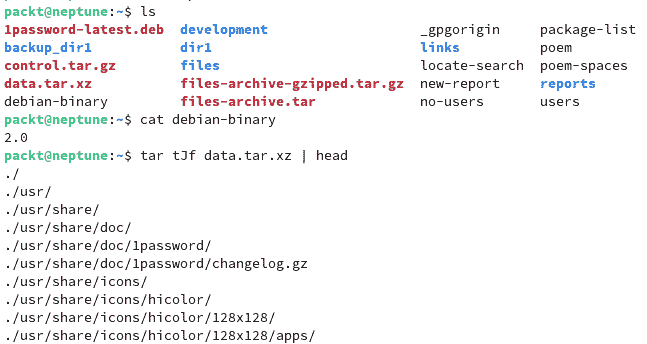 packt@neptune:~$ ls
1password-latest.deb development _gpgorigin package-list
backup_dir1 dir1 links poem
control.tar.gz files locate-search poem-spaces
data.tar.xz files-archive-gzipped.tar.gz new-report reports
debian-binary files-archive.tar no-users users
packt@neptune:~$ cat debian-binary
2.0
packt@neptune:~$ tar tJf data.tar.xz | head
./
./usr/
./usr/share/
./usr/share/doc/
./usr/share/doc/1password/
./usr/share/doc/1password/changelog.gz
./usr/share/icons/
./usr/share/icons/hicolor/
./usr/share/icons/hicolor/128x128/
./usr/share/icons/hicolor/128x128/apps/